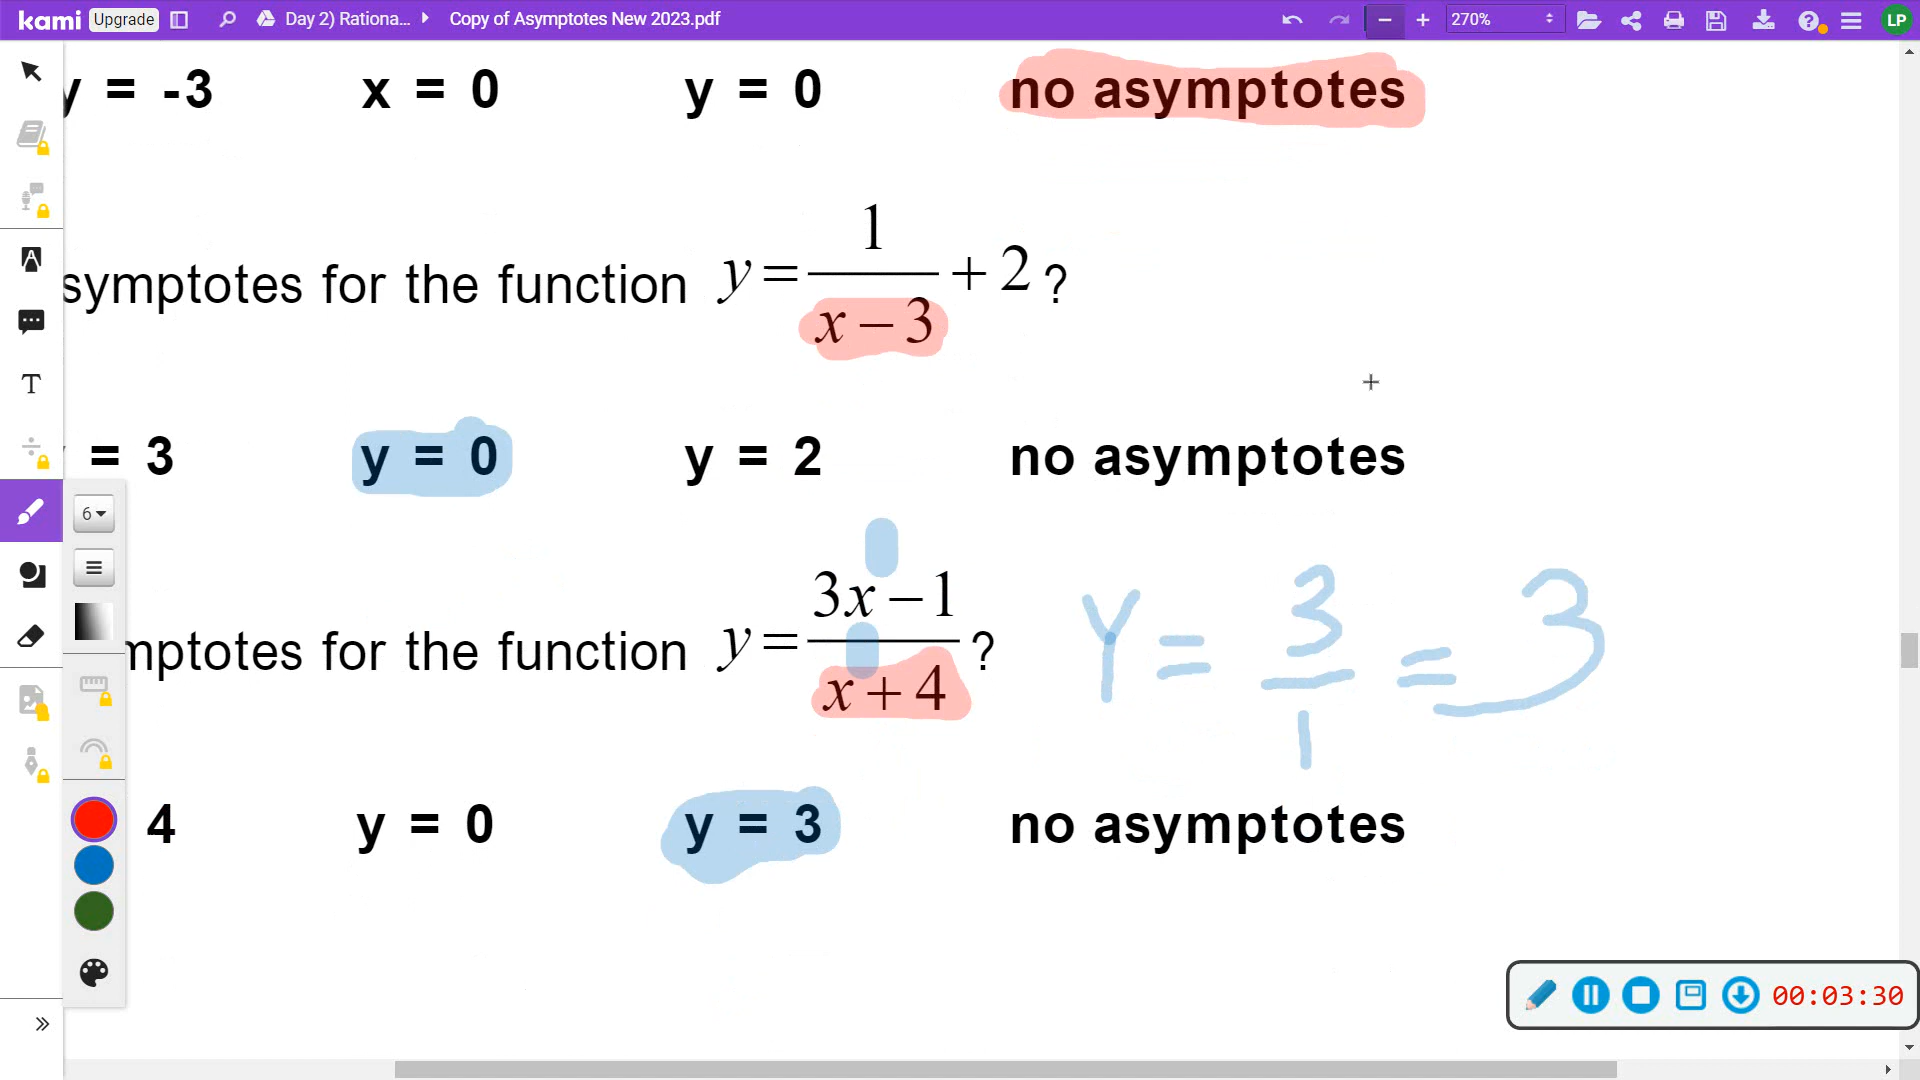 kami Upgrade Day 2) Rationa... Copy of Asymptotes New 2023.pdf 270% LP
y = -3 x = 0 y = 0 no asymptotes
symptotes for the function y = 1/(x − 3) + 2 ?
= 3 y = 0 y = 2 no asymptotes
6
mptotes for the function y = (3x − 1)/(x + 4) ? Y = 3/1 = 3
4 y = 0 y = 3 no asymptotes
00:03:30